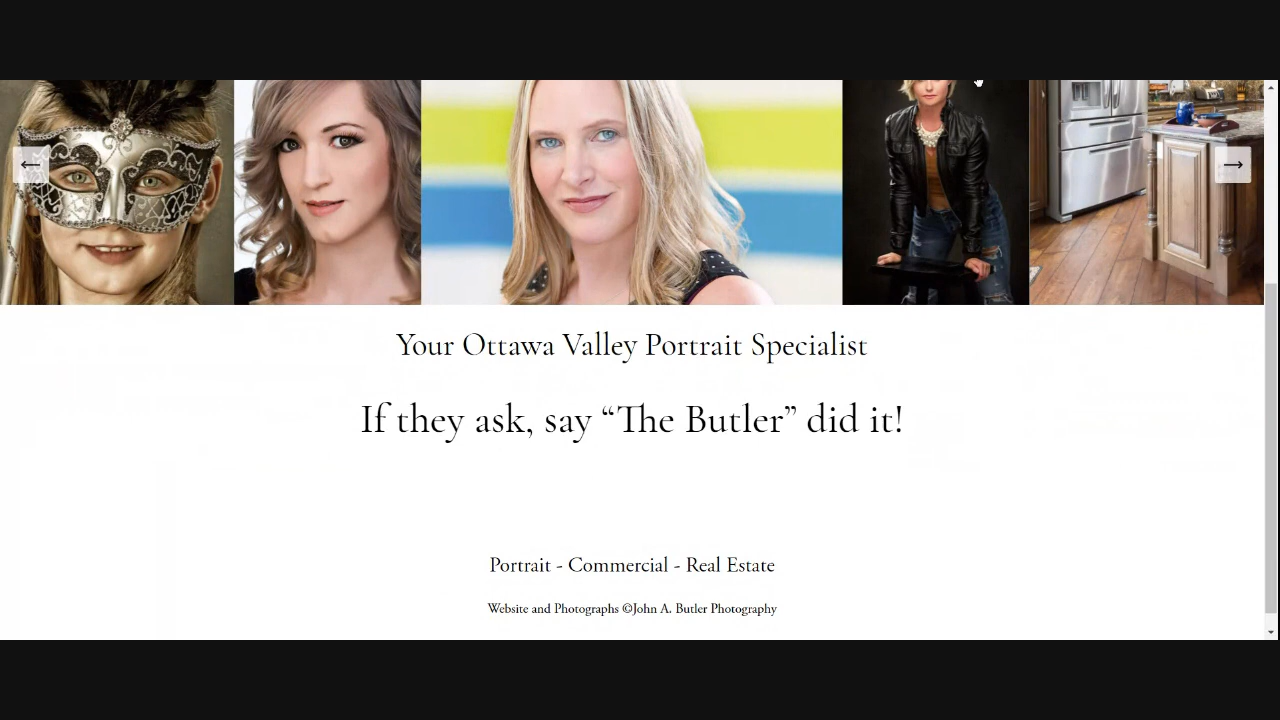 Your Ottawa Valley Portrait Specialist
If they ask, say “The Butler” did it!
Portrait - Commercial - Real Estate
Website and Photographs ©John A. Butler Photography